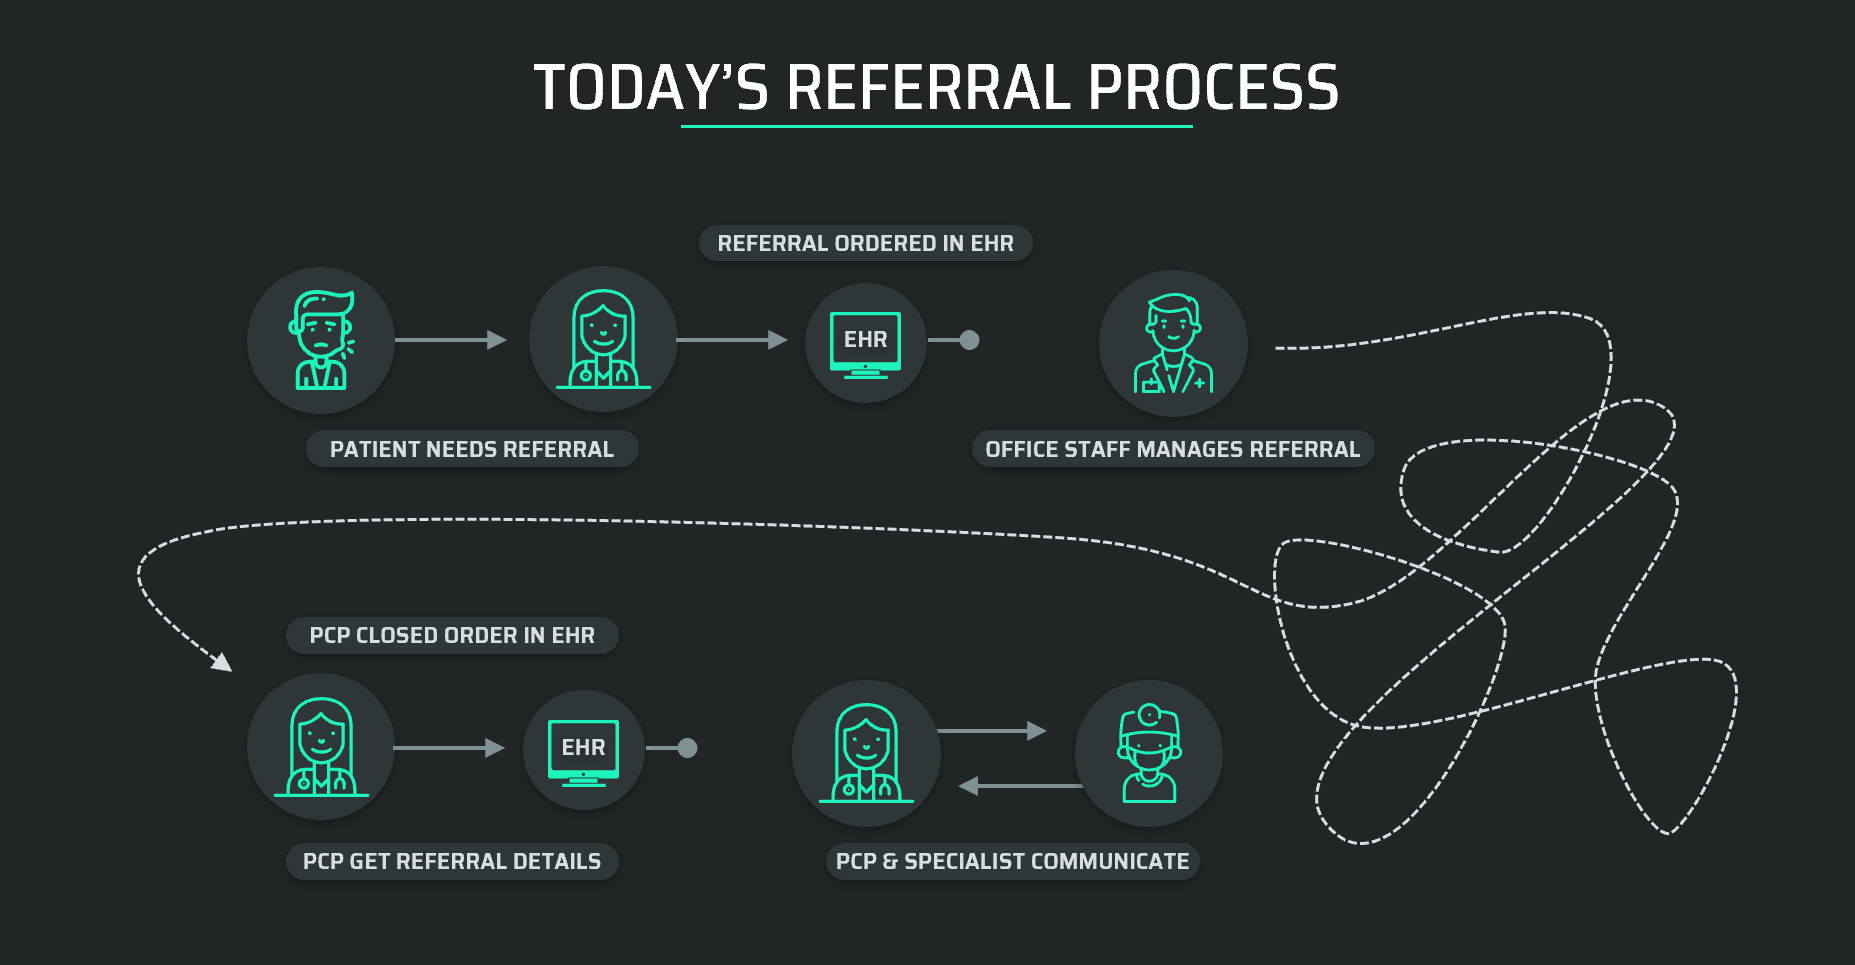 TODAY'S REFERRAL PROCESS
REFERRAL ORDERED IN EHR
EHR
PATIENT NEEDS REFERRAL
OFFICE STAFF MANAGES REFERRAL
PCP CLOSED ORDER IN EHR
EHR
PCP GET REFERRAL DETAILS
PCP & SPECIALIST COMMUNICATE